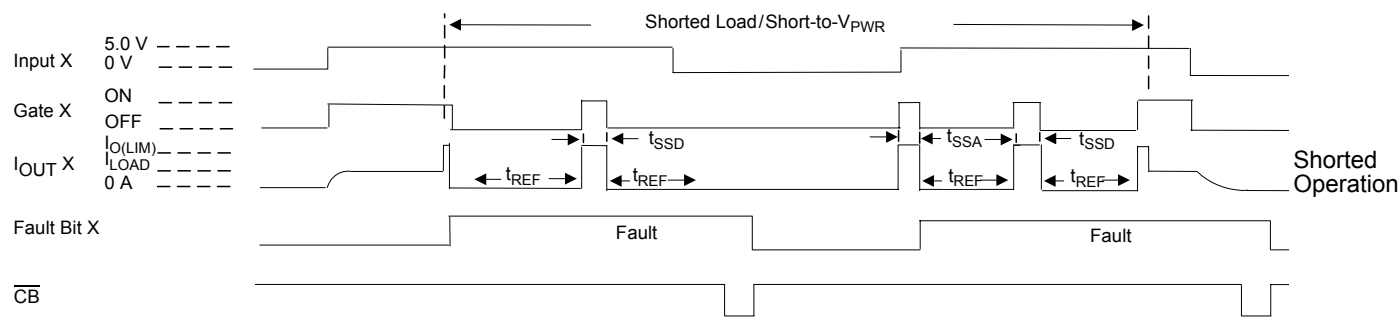 Shorted Load/Short-to-VPWR
Input X
5.0 V
0 V
Gate X
ON
OFF
tSSD
tSSA
tSSD
IOUT X
IO(LIM)
ILOAD
0 A
tREF
tREF
tREF
tREF
Shorted
Operation
Fault Bit X
Fault
Fault
CB